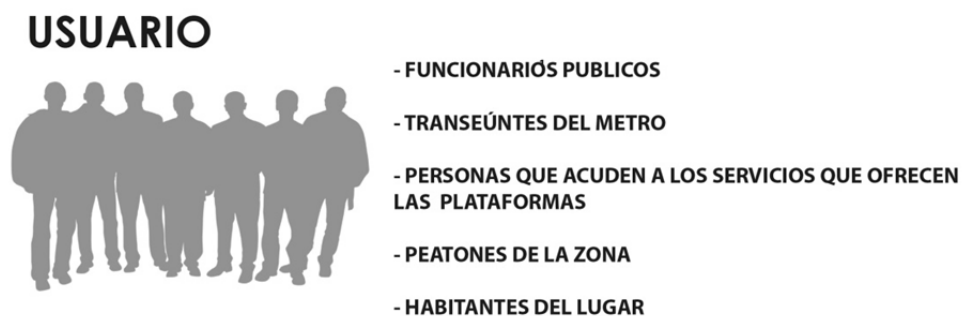 USUARIO
- FUNCIONARIOS PUBLICOS
- TRANSEÚNTES DEL METRO
- PERSONAS QUE ACUDEN A LOS SERVICIOS QUE OFRECEN
LAS PLATAFORMAS
- PEATONES DE LA ZONA
- HABITANTES DEL LUGAR